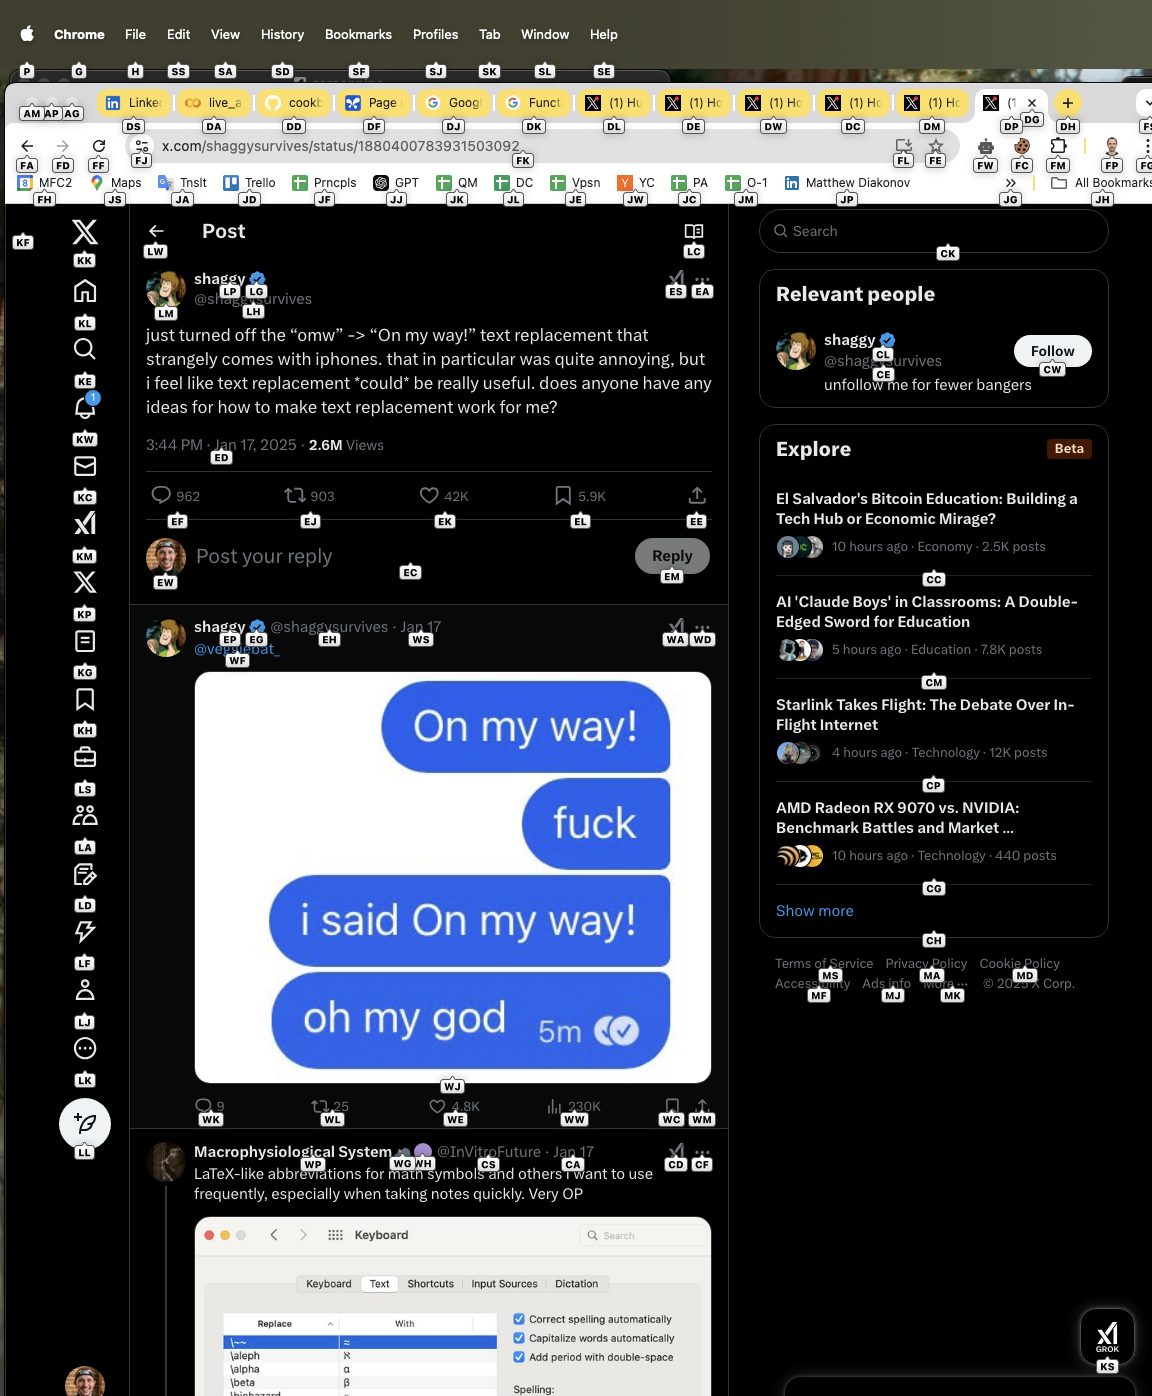 Chrome File Edit View History Bookmarks Profiles Tab Window Help
P G H SS SA SD SF SJ SK SL SE
Linke live_a cookb Page Googl Funct (1) Hu (1) Ho (1) Ho (1) Ho (1) Ho (1
AM AP AG DS DA DD DF DJ DK DL DE DW DC DM DP DG DH
x.com/shaggysurvives/status/1880400783931503092
FA FD FF FJ FK FL FE FW FC FM FP
MFC2 Maps Tnslt Trello Prncpls GPT QM DC Vpsn YC PA O-1 Matthew Diakonov All Bookmarks
FH JS JA JD JF JJ JK JL JE JW JC JM JP JG JH
KF
KK
KL
KE
1
KW
KC
KM
KP
KG
KH
LS
LA
LD
LF
LJ
LK
LL
Post
LW LC
shaggy
LP LG ES EA
@shaggysurvives
LM LH
just turned off the “omw” -> “On my way!” text replacement that
strangely comes with iphones. that in particular was quite annoying, but
i feel like text replacement *could* be really useful. does anyone have any
ideas for how to make text replacement work for me?
3:44 PM · Jan 17, 2025 · 2.6M Views
ED
962 903 42K 5.9K
EF EJ EK EL EE
Post your reply Reply
EW EC EM
shaggy @shaggysurvives · Jan 17
EP EG EH WS WA WD
@veggiebat_
WF
On my way!
fuck
i said On my way!
oh my god 5m
WJ
9 25 4.8K 230K
WK WL WE WW WC WM
Macrophysiological System @InVitroFuture · Jan 17
WP WG WH CS CA CD CF
LaTeX-like abbreviations for math symbols and others I want to use
frequently, especially when taking notes quickly. Very OP
Keyboard Search
Keyboard Text Shortcuts Input Sources Dictation
Replace With
\~~ ≈
\aleph ℵ
\alpha α
\beta β
\biohazard
Correct spelling automatically
Capitalize words automatically
Add period with double-space
Spelling:
Search
CK
Relevant people
shaggy
CL
@shaggysurvives
CE
Follow
CW
unfollow me for fewer bangers
Explore Beta
El Salvador's Bitcoin Education: Building a
Tech Hub or Economic Mirage?
10 hours ago · Economy · 2.5K posts
CC
AI 'Claude Boys' in Classrooms: A Double-
Edged Sword for Education
5 hours ago · Education · 7.8K posts
CM
Starlink Takes Flight: The Debate Over In-
Flight Internet
4 hours ago · Technology · 12K posts
CP
AMD Radeon RX 9070 vs. NVIDIA:
Benchmark Battles and Market ...
10 hours ago · Technology · 440 posts
CG
Show more
CH
Terms of Service Privacy Policy Cookie Policy
MS MA MD
Accessibility Ads info More ··· © 2025 X Corp.
MF MJ MK
GROK
KS